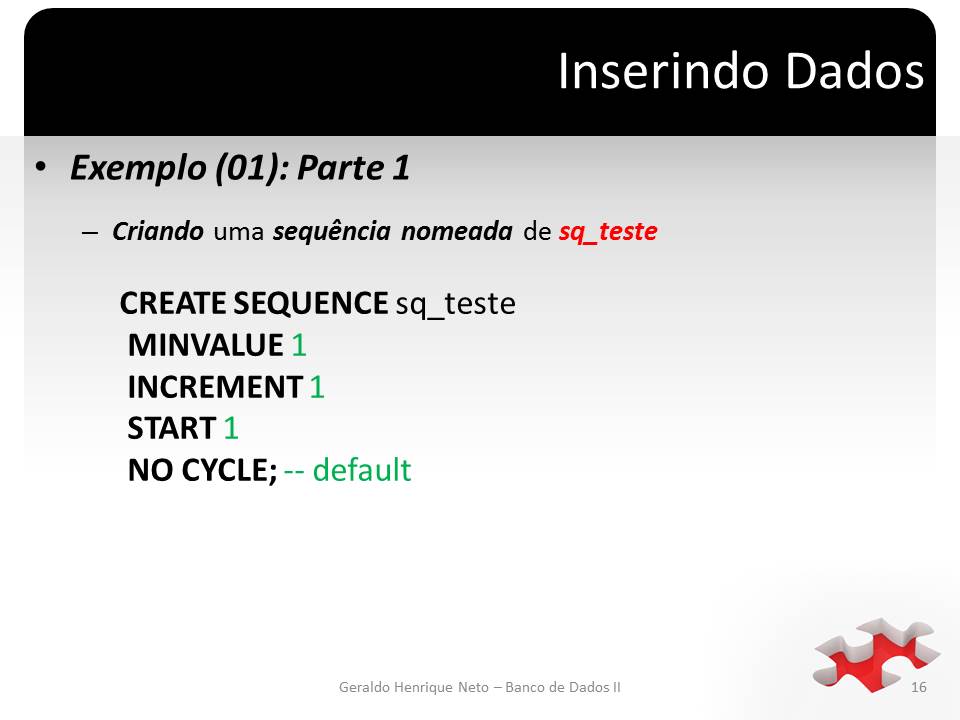 Inserindo Dados
• Exemplo (01): Parte 1
– Criando uma sequência nomeada de sq_teste
CREATE SEQUENCE sq_teste
MINVALUE 1
INCREMENT 1
START 1
NO CYCLE; -- default
Geraldo Henrique Neto – Banco de Dados II
16